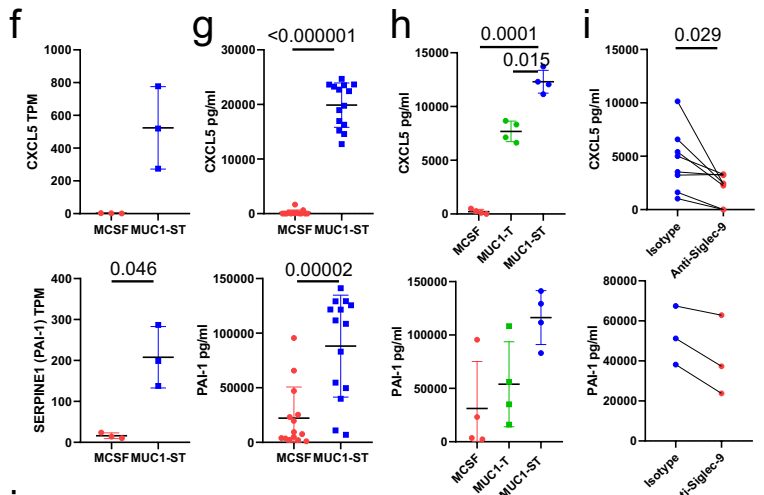 f
g
h
i
CXCL5 TPM
1000
800
600
400
200
0
MCSF MUC1-ST
<0.000001
CXCL5 pg/ml
30000
20000
10000
0
MCSF MUC1-ST
0.0001
0.015
CXCL5 pg/ml
15000
10000
5000
0
MCSF
MUC1-T
MUC1-ST
0.029
CXCL5 pg/ml
15000
10000
5000
0
Isotype
Anti-Siglec-9
0.046
SERPINE1 (PAI-1) TPM
400
300
200
100
0
MCSF MUC1-ST
0.00002
PAI-1 pg/ml
150000
100000
50000
0
MCSF MUC1-ST
PAI-1 pg/ml
150000
100000
50000
0
MCSF
MUC1-T
MUC1-ST
PAI-1 pg/ml
80000
60000
40000
20000
0
Isotype
nti-Siglec-9